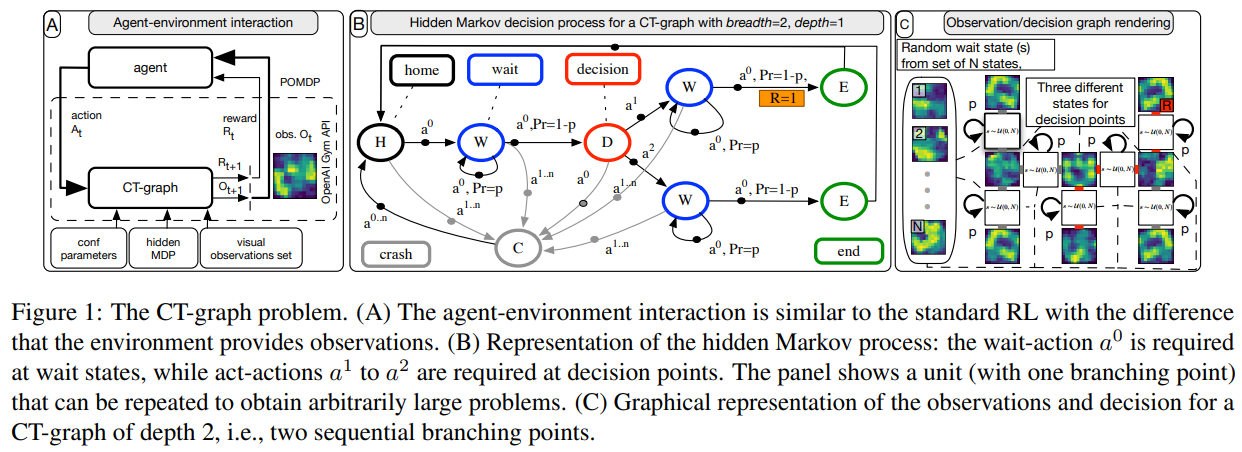 A
Agent-environment interaction
agent
POMDP
action
A_t
reward
R_t
obs. O_t
OpenAI Gym API
CT-graph
R_{t+1}
O_{t+1}
conf
parameters
hidden
MDP
visual
observations set
B
Hidden Markov decision process for a CT-graph with breadth=2, depth=1
home
wait
decision
H
a^0
W
a^0,Pr=1-p
a^0, Pr=p
D
a^1
a^2
W
a^0, Pr=1-p,
R=1
a^0, Pr=p
E
W
a^0, Pr=1-p
a^0, Pr=p
E
a^{1..n}
a^{1..n}
a^0
a^{1..n}
a^{1..n}
a^{0..n}
C
crash
end
C
Observation/decision graph rendering
Random wait state (s)
from set of N states,
1
2
N
Three different
states for
decision points
R
p
s ~ U(0, N)
p
s ~ U(0, N)
p
s ~ U(0, N)
p
s ~ U(0, N)
p
s ~ U(0, N)
p
s ~ U(0, N)
p
s ~ U(0, N)
Figure 1: The CT-graph problem. (A) The agent-environment interaction is similar to the standard RL with the difference
that the environment provides observations. (B) Representation of the hidden Markov process: the wait-action a^0 is required
at wait states, while act-actions a^1 to a^2 are required at decision points. The panel shows a unit (with one branching point)
that can be repeated to obtain arbitrarily large problems. (C) Graphical representation of the observations and decision for a
CT-graph of depth 2, i.e., two sequential branching points.